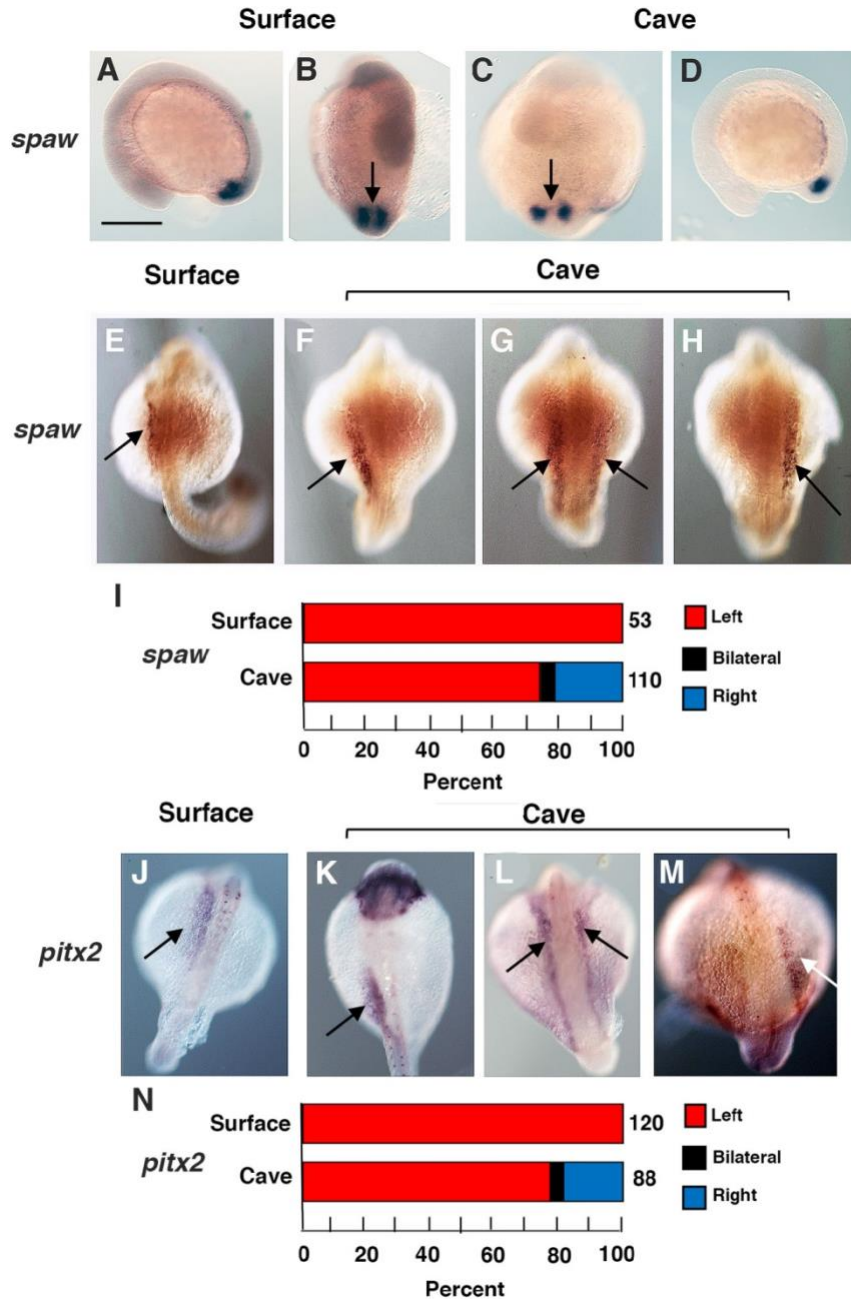 Surface Cave
A B C D
spaw
Surface Cave
E F G H
spaw
I
Surface 53 Left
spaw
Bilateral
Cave 110
Right
0 20 40 60 80 100
Percent
Surface Cave
J K L M
pitx2
N
Surface 120 Left
pitx2
Bilateral
Cave 88
Right
0 20 40 60 80 100
Percent